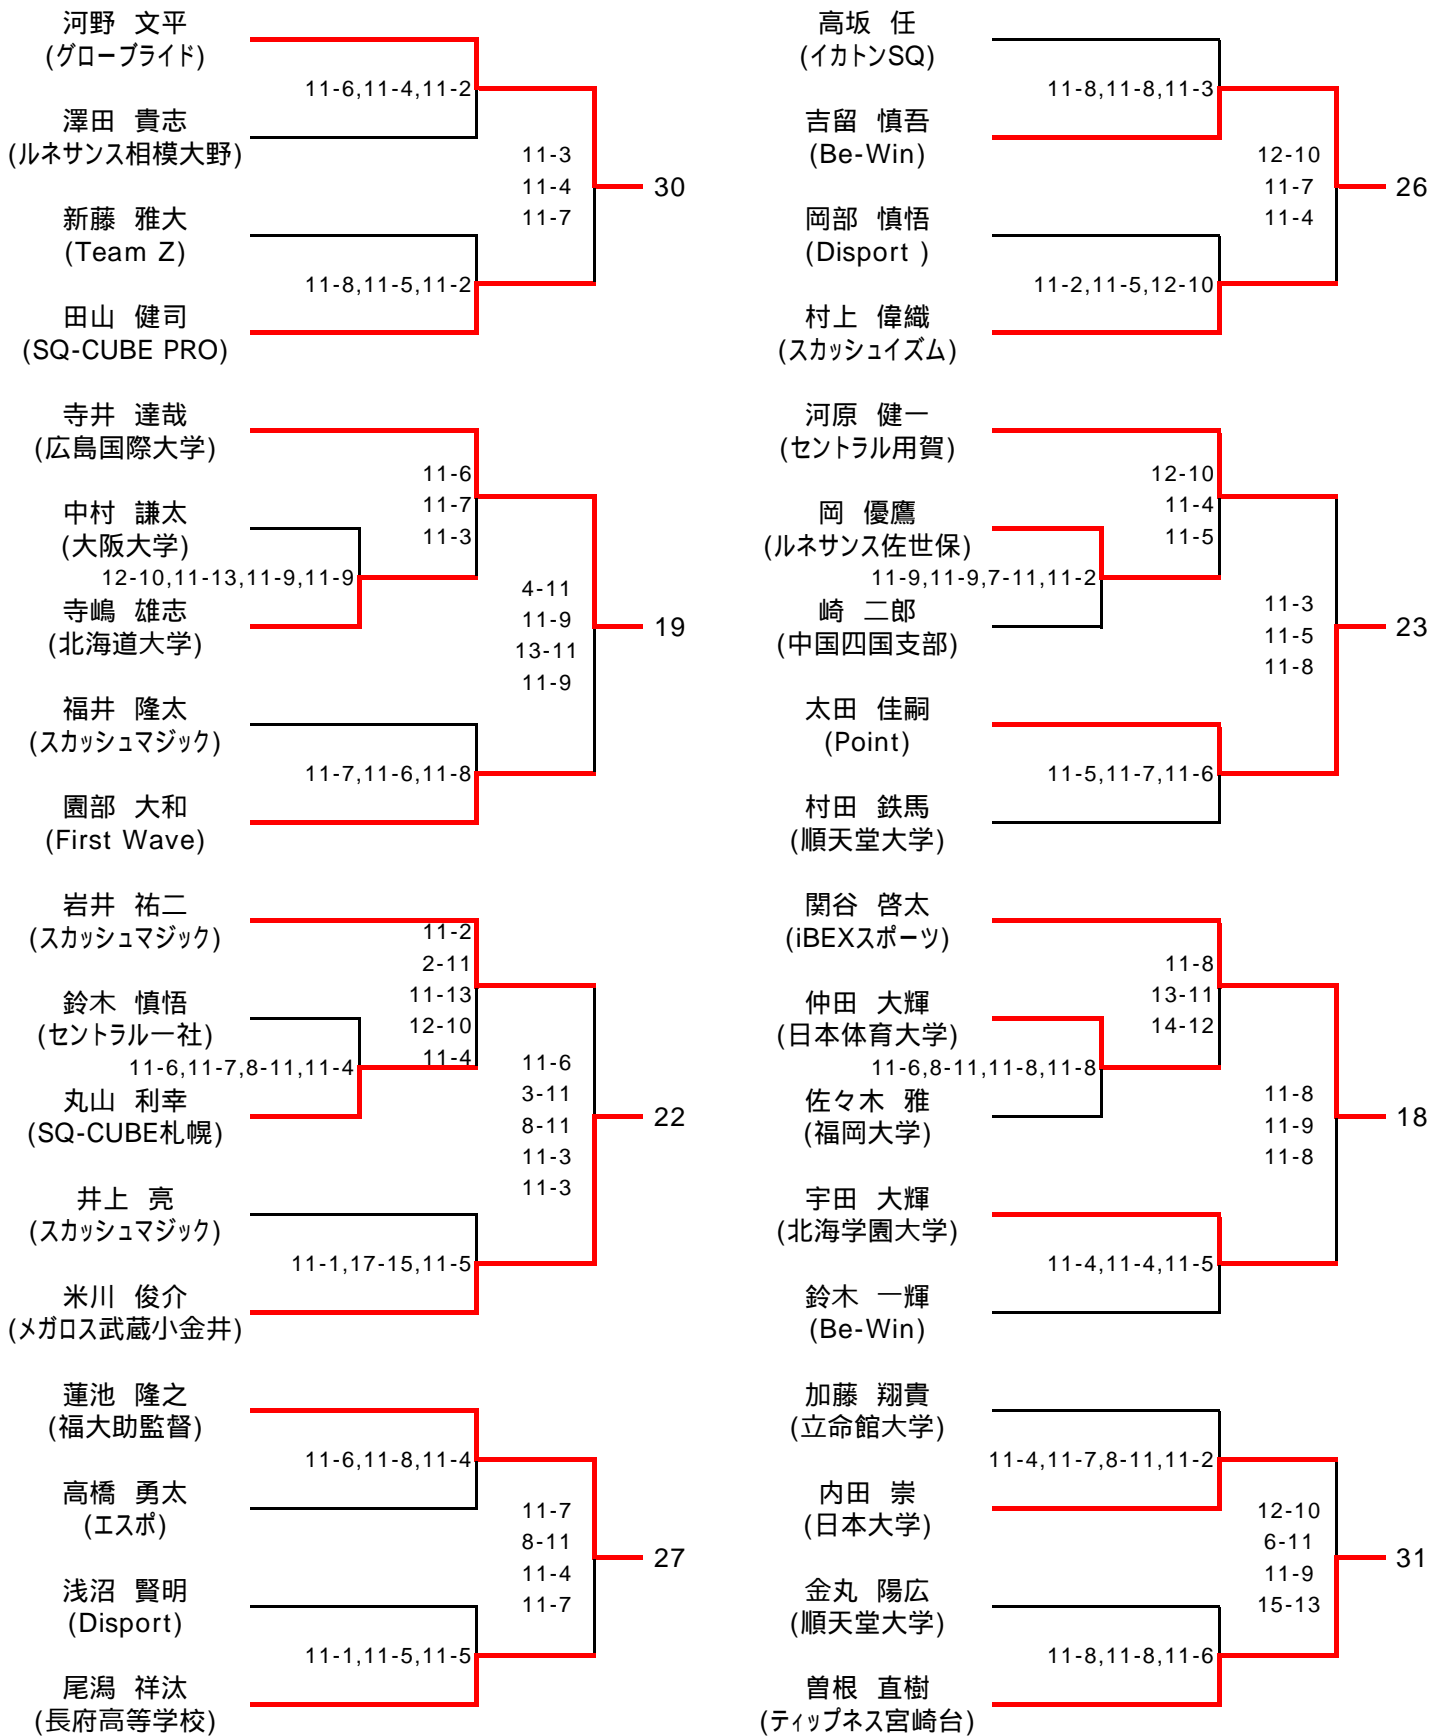 河野 文平
(グローブライド)
11-6,11-4,11-2
澤田 貴志
(ルネサンス相模大野)
11-3
11-4
11-7
30
新藤 雅大
(Team Z)
11-8,11-5,11-2
田山 健司
(SQ-CUBE PRO)
寺井 達哉
(広島国際大学)
11-6
11-7
11-3
中村 謙太
(大阪大学)
12-10,11-13,11-9,11-9
寺嶋 雄志
(北海道大学)
4-11
11-9
13-11
11-9
19
福井 隆太
(スカッシュマジック)
11-7,11-6,11-8
園部 大和
(First Wave)
岩井 祐二
(スカッシュマジック)
11-2
2-11
11-13
12-10
11-4
鈴木 慎悟
(セントラル一社)
11-6,11-7,8-11,11-4
丸山 利幸
(SQ-CUBE札幌)
11-6
3-11
8-11
11-3
11-3
22
井上 亮
(スカッシュマジック)
11-1,17-15,11-5
米川 俊介
(メガロス武蔵小金井)
蓮池 隆之
(福大助監督)
11-6,11-8,11-4
高橋 勇太
(エスポ)
11-7
8-11
11-4
11-7
27
浅沼 賢明
(Disport)
11-1,11-5,11-5
尾潟 祥汰
(長府高等学校)
高坂 任
(イカトンSQ)
11-8,11-8,11-3
吉留 慎吾
(Be-Win)
12-10
11-7
11-4
26
岡部 慎悟
(Disport )
11-2,11-5,12-10
村上 偉織
(スカッシュイズム)
河原 健一
(セントラル用賀)
12-10
11-4
11-5
岡 優鷹
(ルネサンス佐世保)
11-9,11-9,7-11,11-2
崎 二郎
(中国四国支部)
11-3
11-5
11-8
23
太田 佳嗣
(Point)
11-5,11-7,11-6
村田 鉄馬
(順天堂大学)
関谷 啓太
(iBEXスポーツ)
11-8
13-11
14-12
仲田 大輝
(日本体育大学)
11-6,8-11,11-8,11-8
佐々木 雅
(福岡大学)
11-8
11-9
11-8
18
宇田 大輝
(北海学園大学)
11-4,11-4,11-5
鈴木 一輝
(Be-Win)
加藤 翔貴
(立命館大学)
11-4,11-7,8-11,11-2
内田 崇
(日本大学)
12-10
6-11
11-9
15-13
31
金丸 陽広
(順天堂大学)
11-8,11-8,11-6
曽根 直樹
(ティップネス宮崎台)